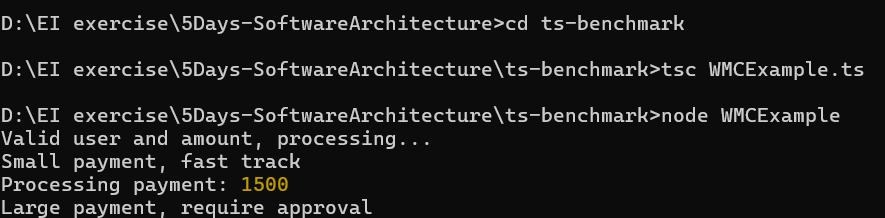 D:\EI exercise\5Days-SoftwareArchitecture>cd ts-benchmark
D:\EI exercise\5Days-SoftwareArchitecture\ts-benchmark>tsc WMCExample.ts
D:\EI exercise\5Days-SoftwareArchitecture\ts-benchmark>node WMCExample
Valid user and amount, processing...
Small payment, fast track
Processing payment: 1500
Large payment, require approval